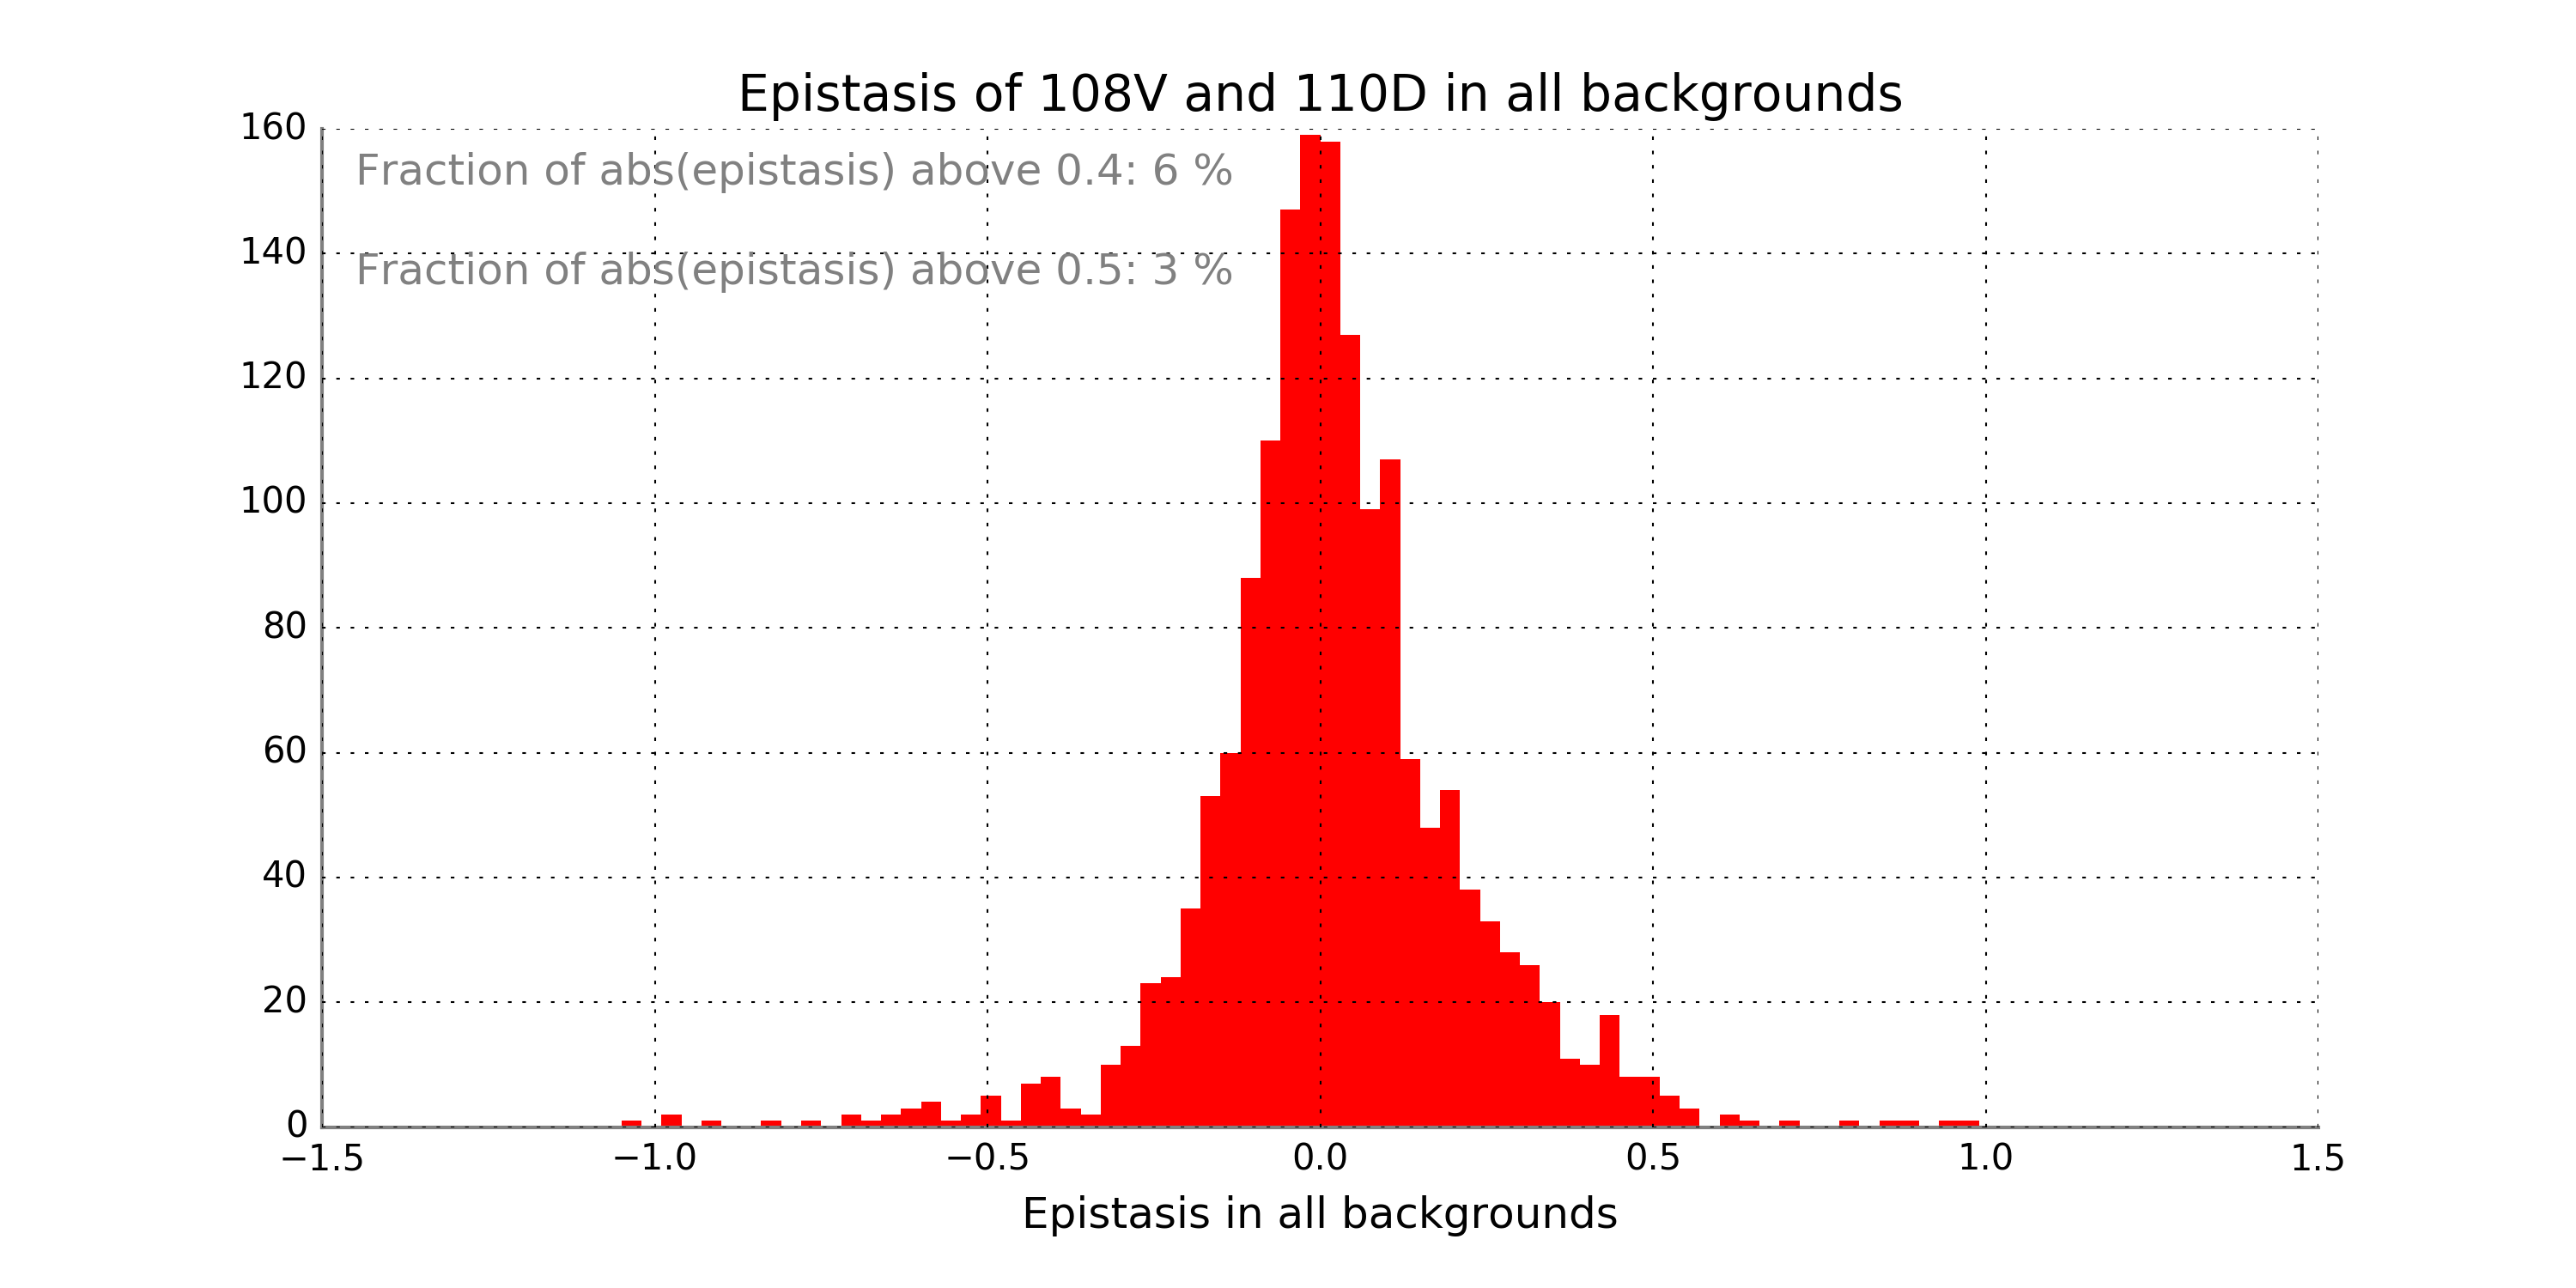 Epistasis of 108V and 110D in all backgrounds
160
Fraction of abs(epistasis) above 0.4: 6 %
140
Fraction of abs(epistasis) above 0.5: 3 %
120
100
80
60
40
20
0
−1.5 −1.0 −0.5 0.0 0.5 1.0 1.5
Epistasis in all backgrounds